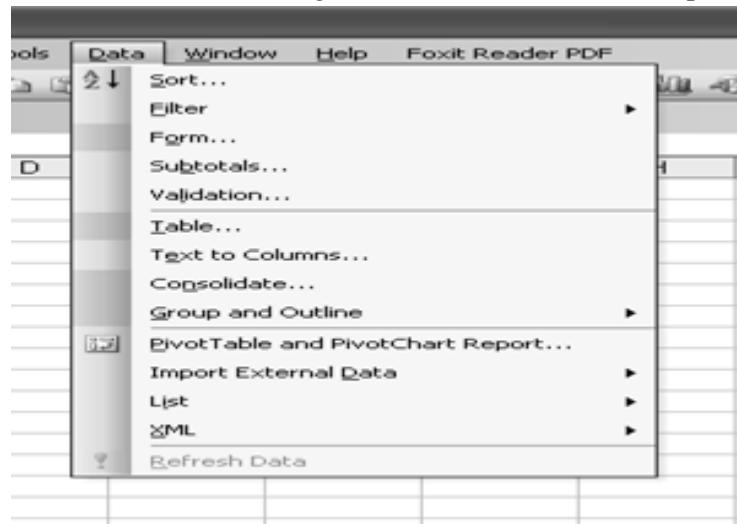 ools Data Window Help Foxit Reader PDF
Sort...
Filter
Form...
Subtotals...
Validation...
D H
Table...
Text to Columns...
Consolidate...
Group and Outline
PivotTable and PivotChart Report...
Import External Data
List
XML
Refresh Data